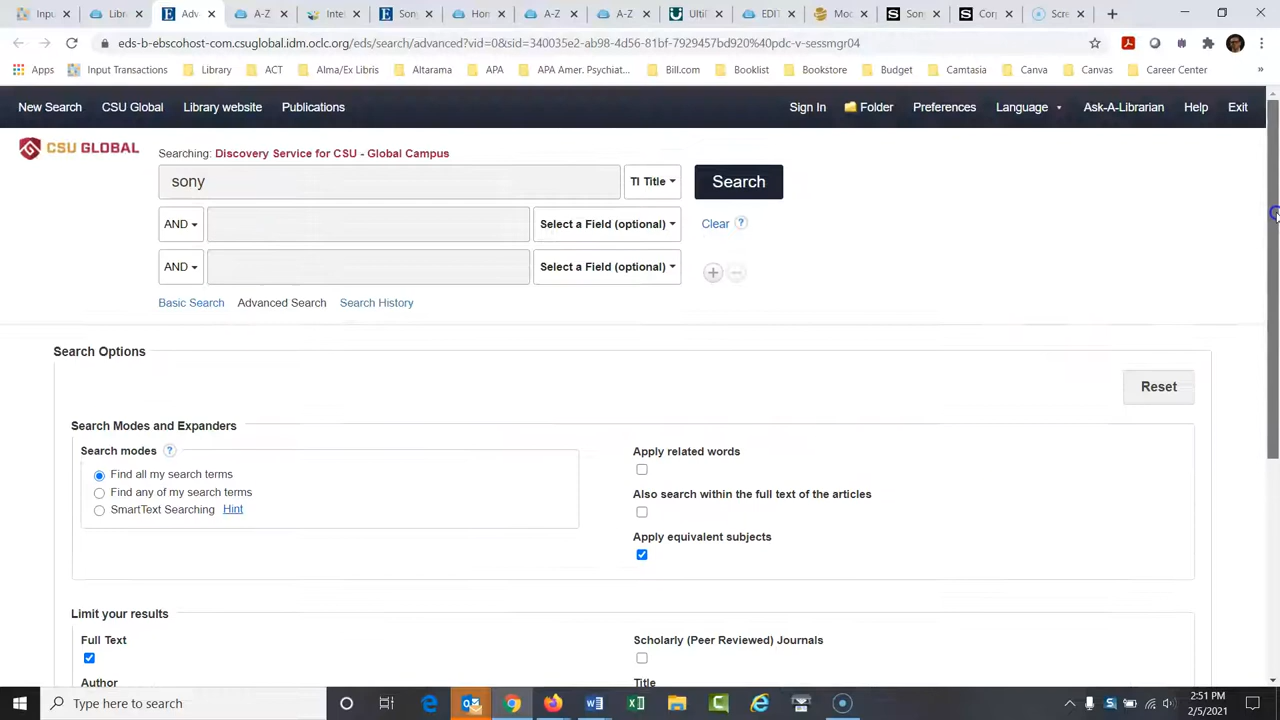 Inpu
Libra
Adv
A-Z
Inte
Son
Hon
A-Z
A-Z
Ulti
EDIT
Moo
Son
Corp
Scre
eds-b-ebscohost-com.csuglobal.idm.oclc.org/eds/search/advanced?vid=0&sid=340035e2-ab98-4d56-81bf-7929457bd920%40pdc-v-sessmgr04
Apps Input Transactions Library ACT Alma/Ex Libris Altarama APA APA Amer. Psychiat... Bill.com Booklist Bookstore Budget Camtasia Canva Canvas Career Center »
New Search CSU Global Library website Publications Sign In Folder Preferences Language Ask-A-Librarian Help Exit
CSU GLOBAL
Searching: Discovery Service for CSU - Global Campus
sony TI Title Search
AND Select a Field (optional) Clear ?
AND Select a Field (optional)
Basic Search Advanced Search Search History
Search Options
Reset
Search Modes and Expanders
Search modes ?
Find all my search terms
Find any of my search terms
SmartText Searching Hint
Apply related words
Also search within the full text of the articles
Apply equivalent subjects
Limit your results
Full Text
Scholarly (Peer Reviewed) Journals
Author
Title
Type here to search
2:51 PM
2/5/2021